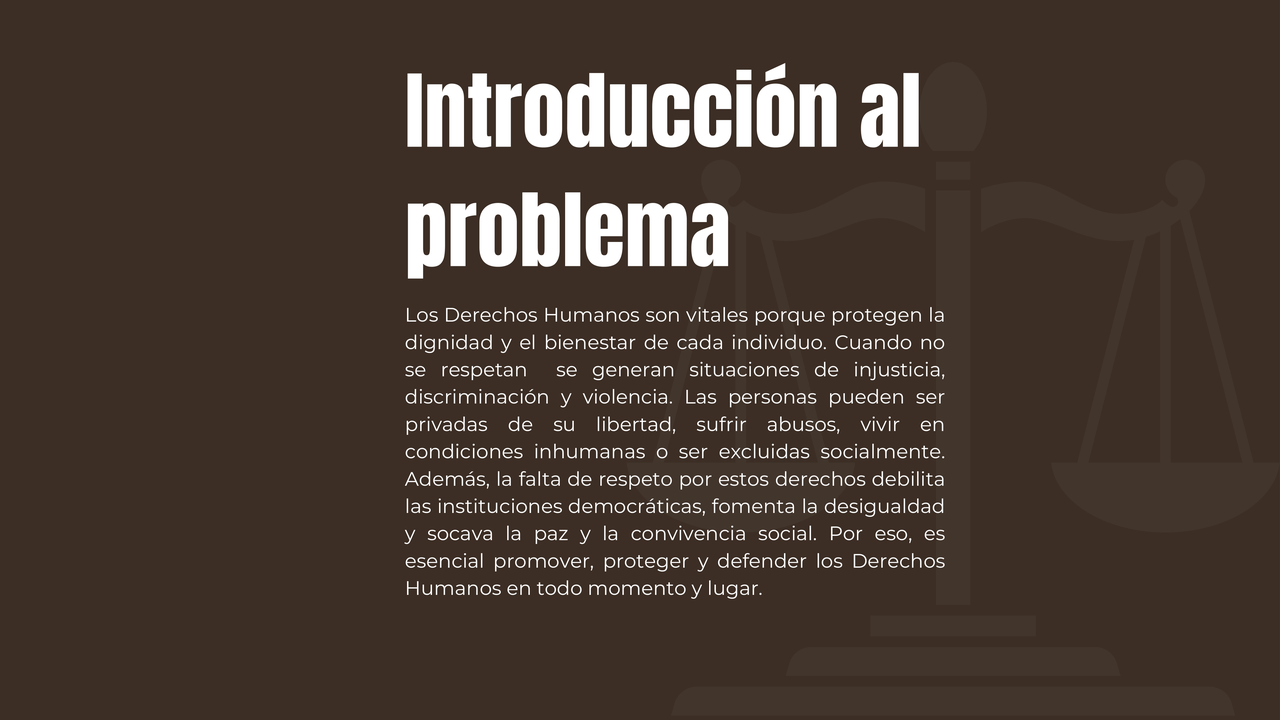 Introducción al
problema
Los Derechos Humanos son vitales porque protegen la
dignidad y el bienestar de cada individuo. Cuando no
se respetan  se generan situaciones de injusticia,
discriminación y violencia. Las personas pueden ser
privadas de su libertad, sufrir abusos, vivir en
condiciones inhumanas o ser excluidas socialmente.
Además, la falta de respeto por estos derechos debilita
las instituciones democráticas, fomenta la desigualdad
y socava la paz y la convivencia social. Por eso, es
esencial promover, proteger y defender los Derechos
Humanos en todo momento y lugar.